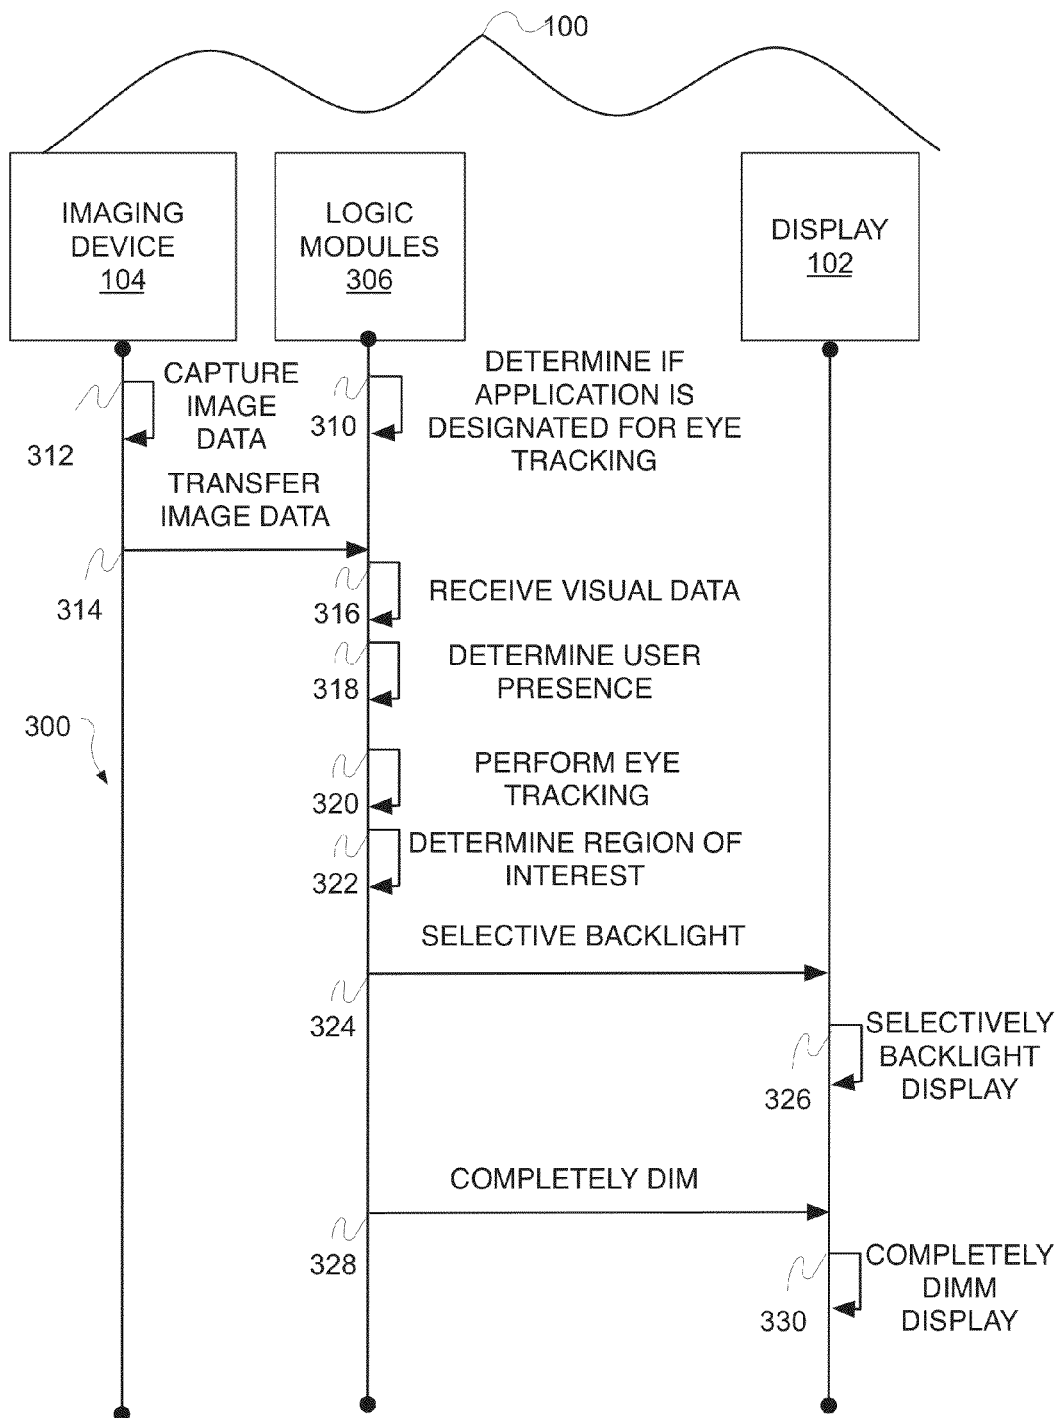 100
IMAGING
DEVICE
104
LOGIC
MODULES
306
DISPLAY
102
CAPTURE
IMAGE
DATA
312
310
DETERMINE IF
APPLICATION IS
DESIGNATED FOR EYE
TRACKING
TRANSFER
IMAGE DATA
314
316
RECEIVE VISUAL DATA
318
DETERMINE USER
PRESENCE
300
320
PERFORM EYE
TRACKING
322
DETERMINE REGION OF
INTEREST
SELECTIVE BACKLIGHT
324
SELECTIVELY
BACKLIGHT
DISPLAY
326
COMPLETELY DIM
328
COMPLETELY
DIMM
DISPLAY
330